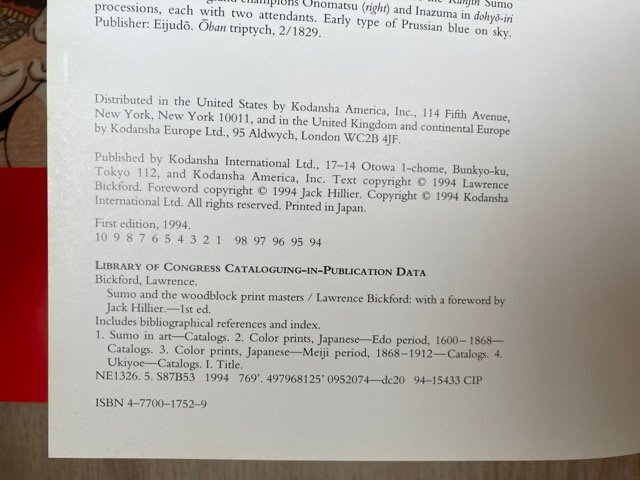 grand champions Onomatsu (right) and Inazuma in dohyō-iri
processions, each with two attendants. Early type of Prussian blue on sky.
Publisher: Eijudō. Ōban triptych, 2/1829.
Distributed in the United States by Kodansha America, Inc., 114 Fifth Avenue,
New York, New York 10011, and in the United Kingdom and continental Europe
by Kodansha Europe Ltd., 95 Aldwych, London WC2B 4JF.
Published by Kodansha International Ltd., 17–14 Otowa 1-chome, Bunkyo-ku,
Tokyo 112, and Kodansha America, Inc. Text copyright © 1994 Lawrence
Bickford. Foreword copyright © 1994 Jack Hillier. Copyright © 1994 Kodansha
International Ltd. All rights reserved. Printed in Japan.
First edition, 1994.
10 9 8 7 6 5 4 3 2 1 98 97 96 95 94
LIBRARY OF CONGRESS CATALOGUING-IN-PUBLICATION DATA
Bickford, Lawrence.
Sumo and the woodblock print masters / Lawrence Bickford: with a foreword by
Jack Hillier.—1st ed.
Includes bibliographical references and index.
1. Sumo in art—Catalogs. 2. Color prints, Japanese—Edo period, 1600–1868—
Catalogs. 3. Color prints, Japanese—Meiji period, 1868–1912—Catalogs. 4.
Ukiyoe—Catalogs. I. Title.
NE1326. 5. S87B53 1994 769'. 497968125' 0952074—dc20 94–15433 CIP
ISBN 4–7700–1752–9